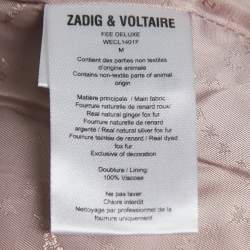 ZADIG & VOLTAIRE
FEE DELUXE
WECL1401F
M
Contient des parties non textiles
d'origine animale
Contains non-textile parts of animal
origin
Matière principale / Main fabric
Fourrure naturelle de renard roux /
Real natural ginger fox fur
Fourrure naturelle de renard
argenté / Real natural silver fox fur
Fourrure teinte de renard / Real dyed
fox fur
Exclusive of decoration
Doublure / Lining
100% Viscose
Ne pas laver
Chlore interdit
Nettoyage par professionnel de la
fourrure uniquement